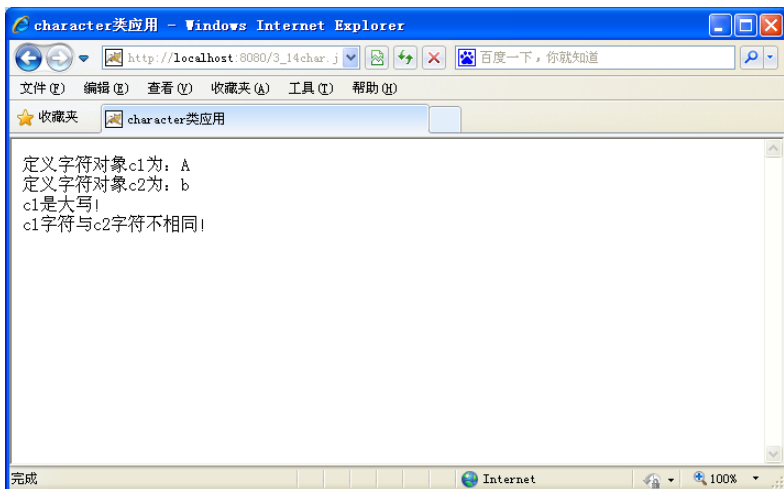 character类应用 - Windows Internet Explorer
http://localhost:8080/3_14char.j
百度一下，你就知道
文件(F) 编辑(E) 查看(V) 收藏夹(A) 工具(T) 帮助(H)
收藏夹 character类应用
定义字符对象c1为：A
定义字符对象c2为：b
c1是大写!
c1字符与c2字符不相同!
完成 Internet 100%